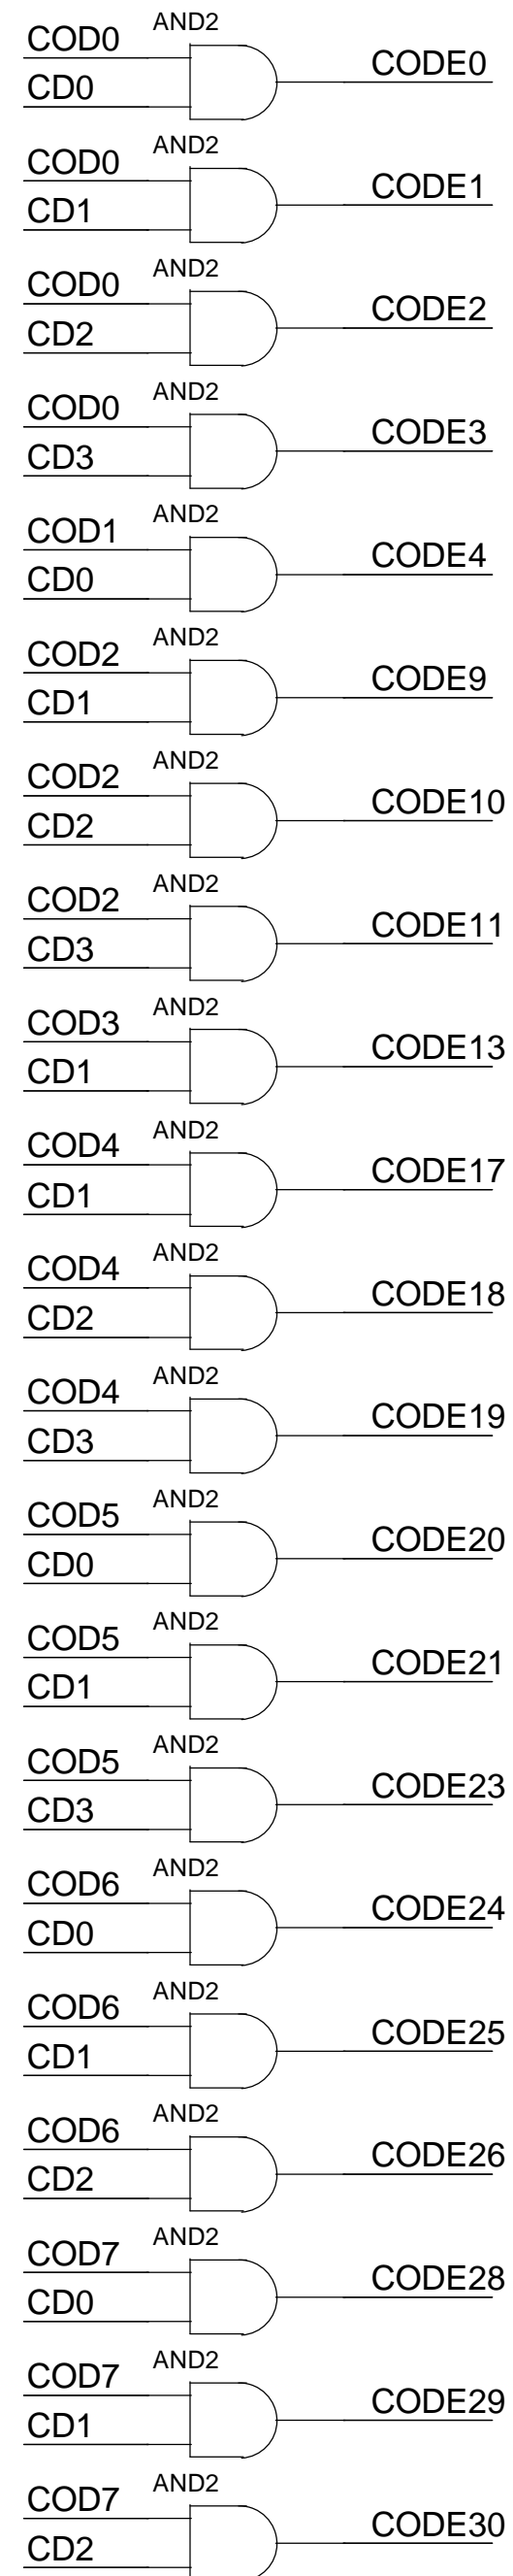 AND2
COD0
CODE0
CD0
AND2
COD0
CODE1
CD1
AND2
COD0
CODE2
CD2
AND2
COD0
CODE3
CD3
AND2
COD1
CODE4
CD0
AND2
COD2
CODE9
CD1
AND2
COD2
CODE10
CD2
AND2
COD2
CODE11
CD3
AND2
COD3
CODE13
CD1
AND2
COD4
CODE17
CD1
AND2
COD4
CODE18
CD2
AND2
COD4
CODE19
CD3
AND2
COD5
CODE20
CD0
AND2
COD5
CODE21
CD1
AND2
COD5
CODE23
CD3
AND2
COD6
CODE24
CD0
AND2
COD6
CODE25
CD1
AND2
COD6
CODE26
CD2
AND2
COD7
CODE28
CD0
AND2
COD7
CODE29
CD1
AND2
COD7
CODE30
CD2